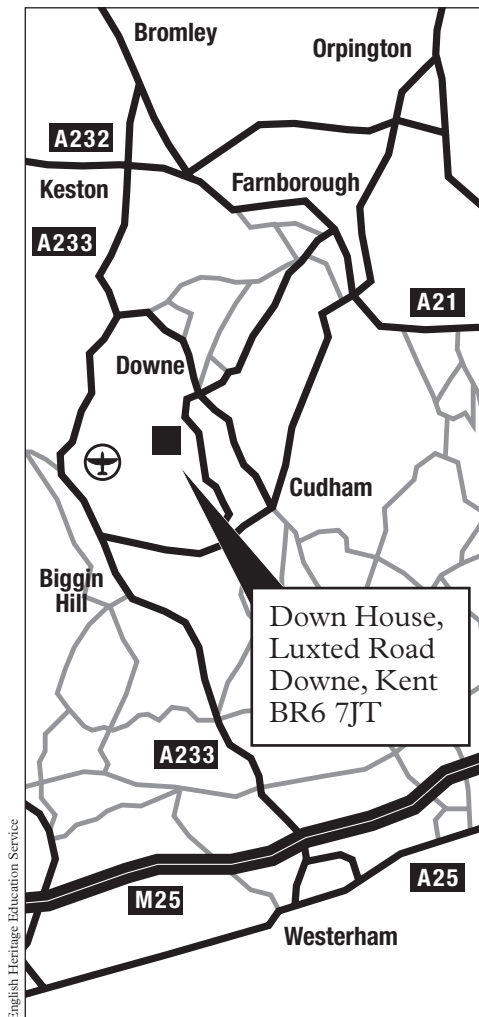 Bromley
Orpington
A232
Keston
Farnborough
A233
A21
Downe
Cudham
Biggin
Hill
Down House,
Luxted Road
Downe, Kent
BR6 7JT
A233
A25
M25
Westerham
English Heritage Education Service